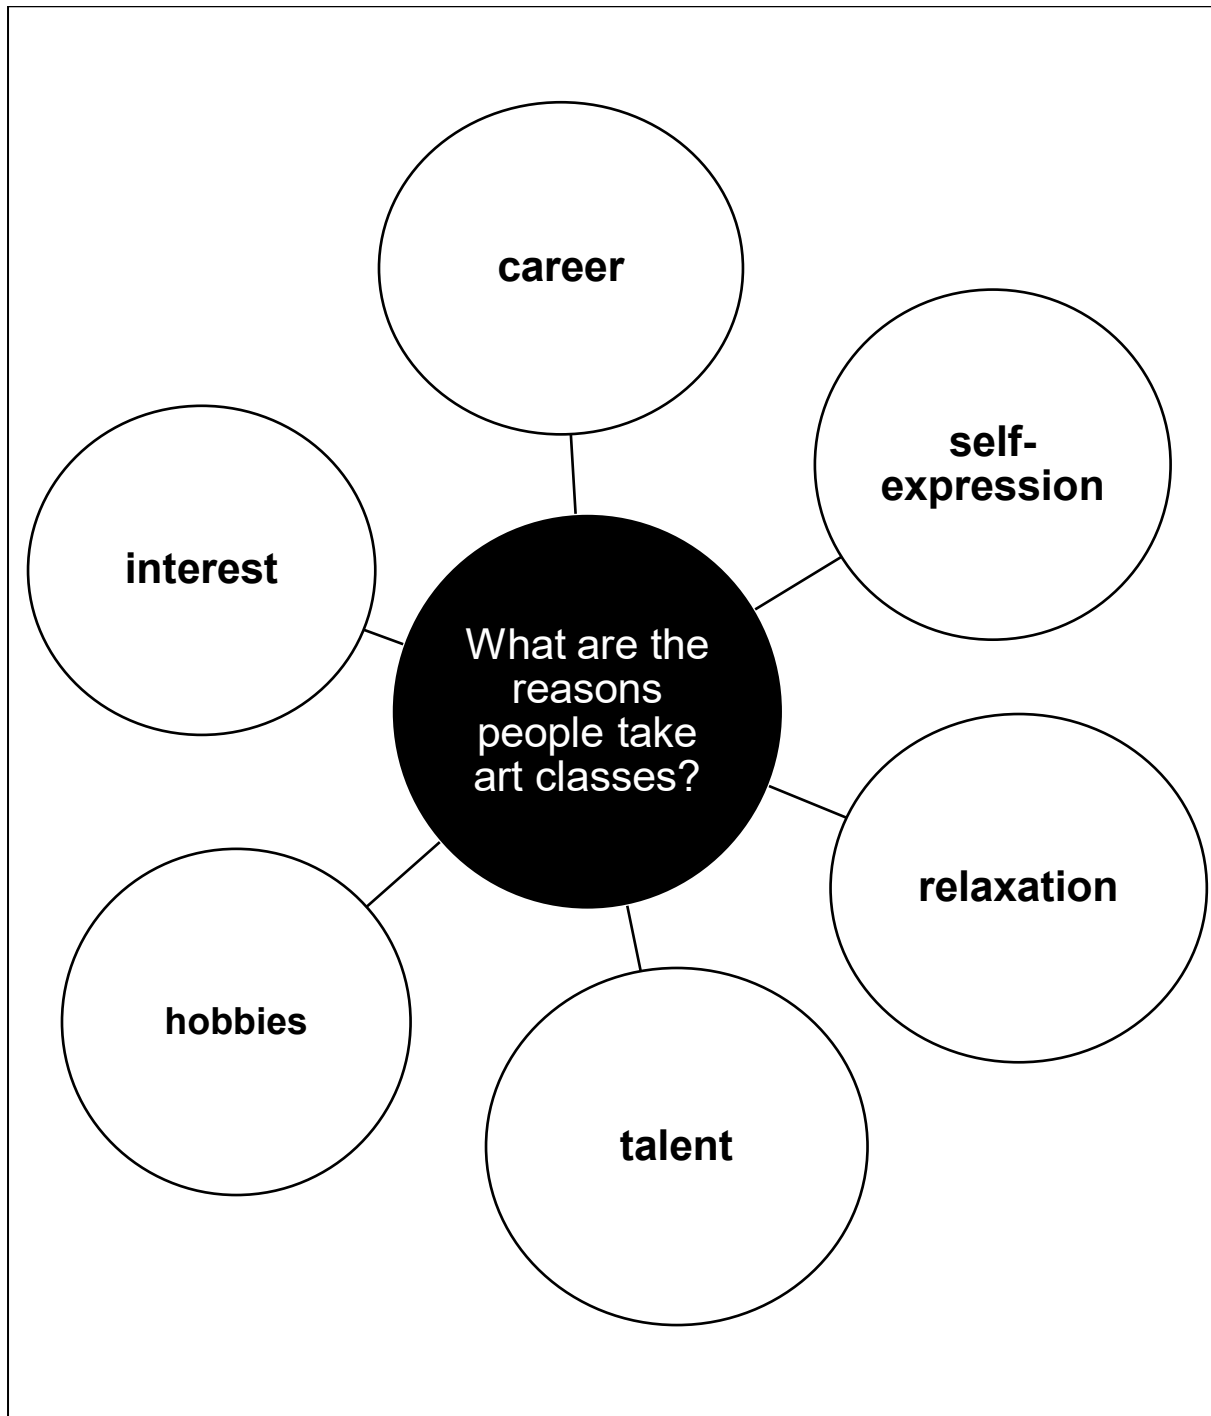 career
self-
expression
interest
What are the
reasons
people take
art classes?
relaxation
hobbies
talent